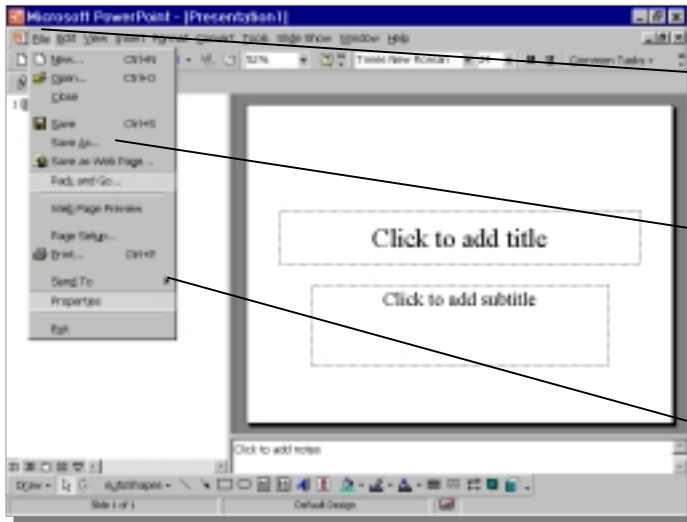 Microsoft PowerPoint - [Presentation1]
File Edit View Insert Format Tools Slide Show Window Help
52% Times New Roman 24 Common Tasks
New... Ctrl+N
Open... Ctrl+O
Close
Save Ctrl+S
Save As...
Save as Web Page...
Pack and Go...
Web Page Preview
Page Setup...
Print... Ctrl+P
Send To
Properties
Exit
1
Click to add title
Click to add subtitle
Click to add notes
Draw AutoShapes
Slide 1 of 1 Default Design